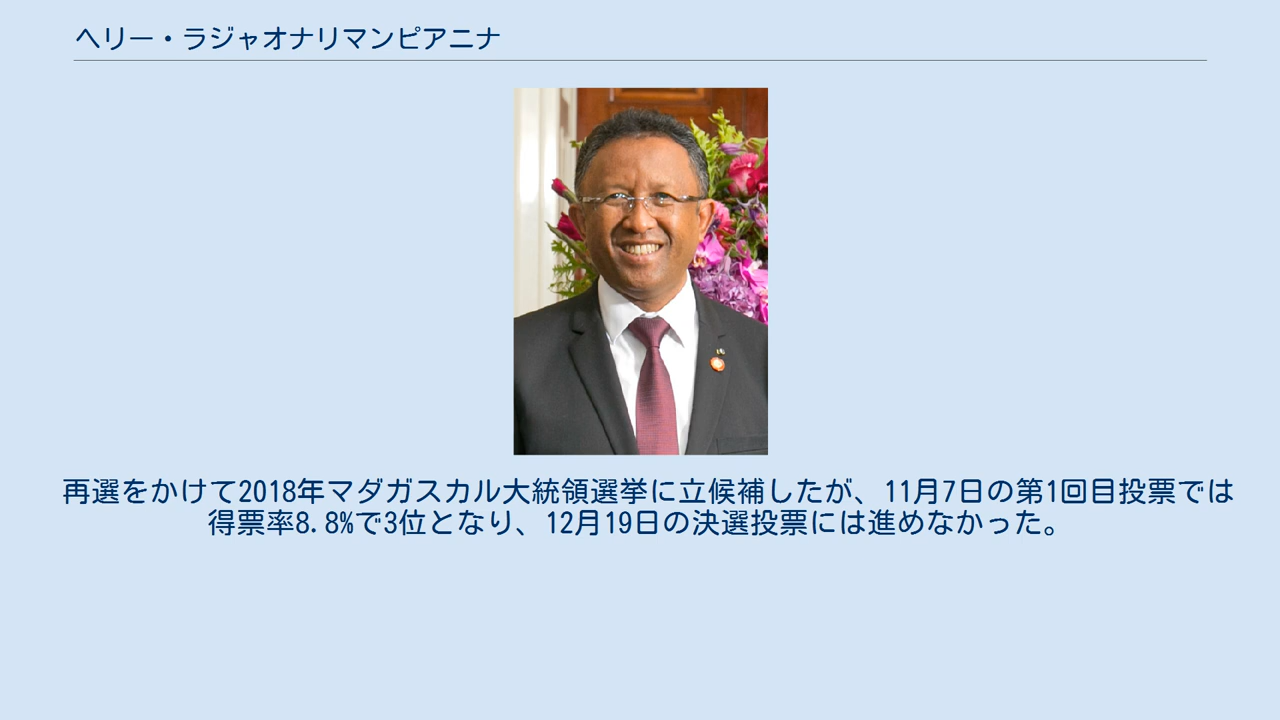 ヘリー・ラジャオナリマンピアニナ
再選をかけて2018年マダガスカル大統領選挙に立候補したが、11月7日の第1回目投票では
得票率8.8%で3位となり、12月19日の決選投票には進めなかった。